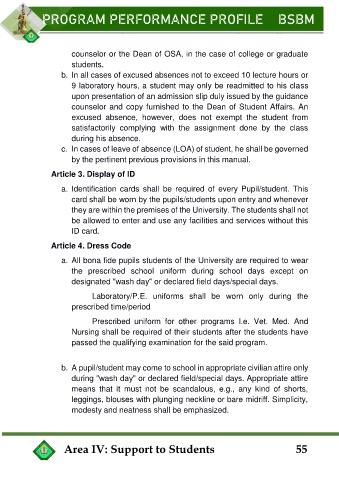 PROGRAM PERFORMANCE PROFILE BSBM
counselor or the Dean of OSA, in the case of college or graduate
students.
b. In all cases of excused absences not to exceed 10 lecture hours or
9 laboratory hours, a student may only be readmitted to his class
upon presentation of an admission slip duly issued by the guidance
counselor and copy furnished to the Dean of Student Affairs. An
excused absence, however, does not exempt the student from
satisfactorily complying with the assignment done by the class
during his absence.
c. In cases of leave of absence (LOA) of student, he shall be governed
by the pertinent previous provisions in this manual.
Article 3. Display of ID
a. Identification cards shall be required of every Pupil/student. This
card shall be worn by the pupils/students upon entry and whenever
they are within the premises of the University. The students shall not
be allowed to enter and use any facilities and services without this
ID card.
Article 4. Dress Code
a. All bona fide pupils students of the University are required to wear
the prescribed school uniform during school days except on
designated "wash day" or declared field days/special days.
Laboratory/P.E. uniforms shall be worn only during the
prescribed time/period
Prescribed uniform for other programs I.e. Vet. Med. And
Nursing shall be required of their students after the students have
passed the qualifying examination for the said program.
b. A pupil/student may come to school in appropriate civilian attire only
during "wash day" or declared field/special days. Appropriate attire
means that it must not be scandalous, e.g., any kind of shorts,
leggings, blouses with plunging neckline or bare midriff. Simplicity,
modesty and neatness shall be emphasized.
Area IV: Support to Students 55